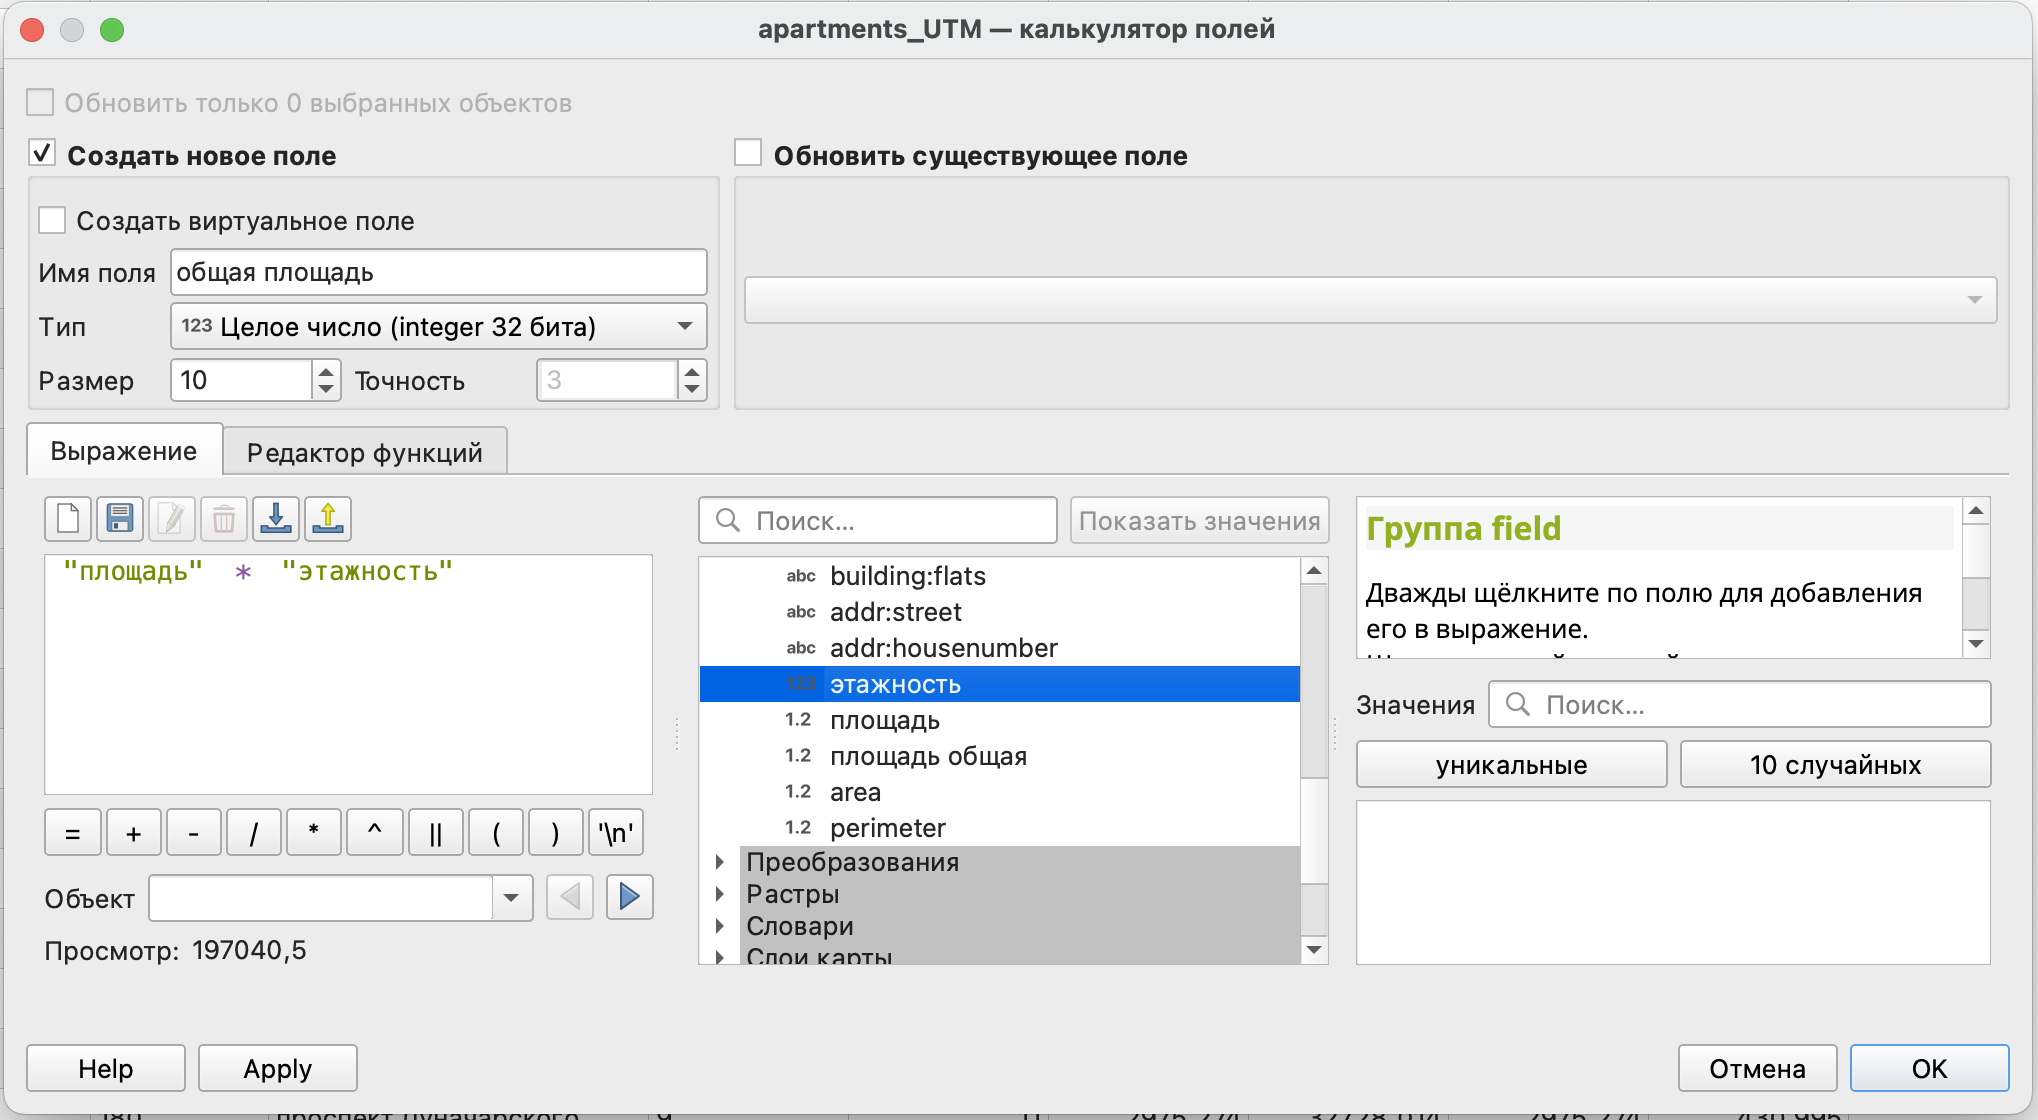 apartments_UTM — калькулятор полей
Обновить только 0 выбранных объектов
Создать новое поле
Обновить существующее поле
Создать виртуальное поле
Имя поля общая площадь
Тип 123 Целое число (integer 32 бита)
Размер 10 Точность 3
Выражение Редактор функций
Поиск... Показать значения
"площадь" * "этажность"
abc building:flats
abc addr:street
abc addr:housenumber
123 этажность
1.2 площадь
1.2 площадь общая
1.2 area
1.2 perimeter
Преобразования
Растры
Словари
Слои карты
Группа field
Дважды щёлкните по полю для добавления
его в выражение.
Значения Поиск...
уникальные 10 случайных
= + - / * ^ || ( ) '\n'
Объект
Просмотр: 197040,5
Help Apply Отмена OK